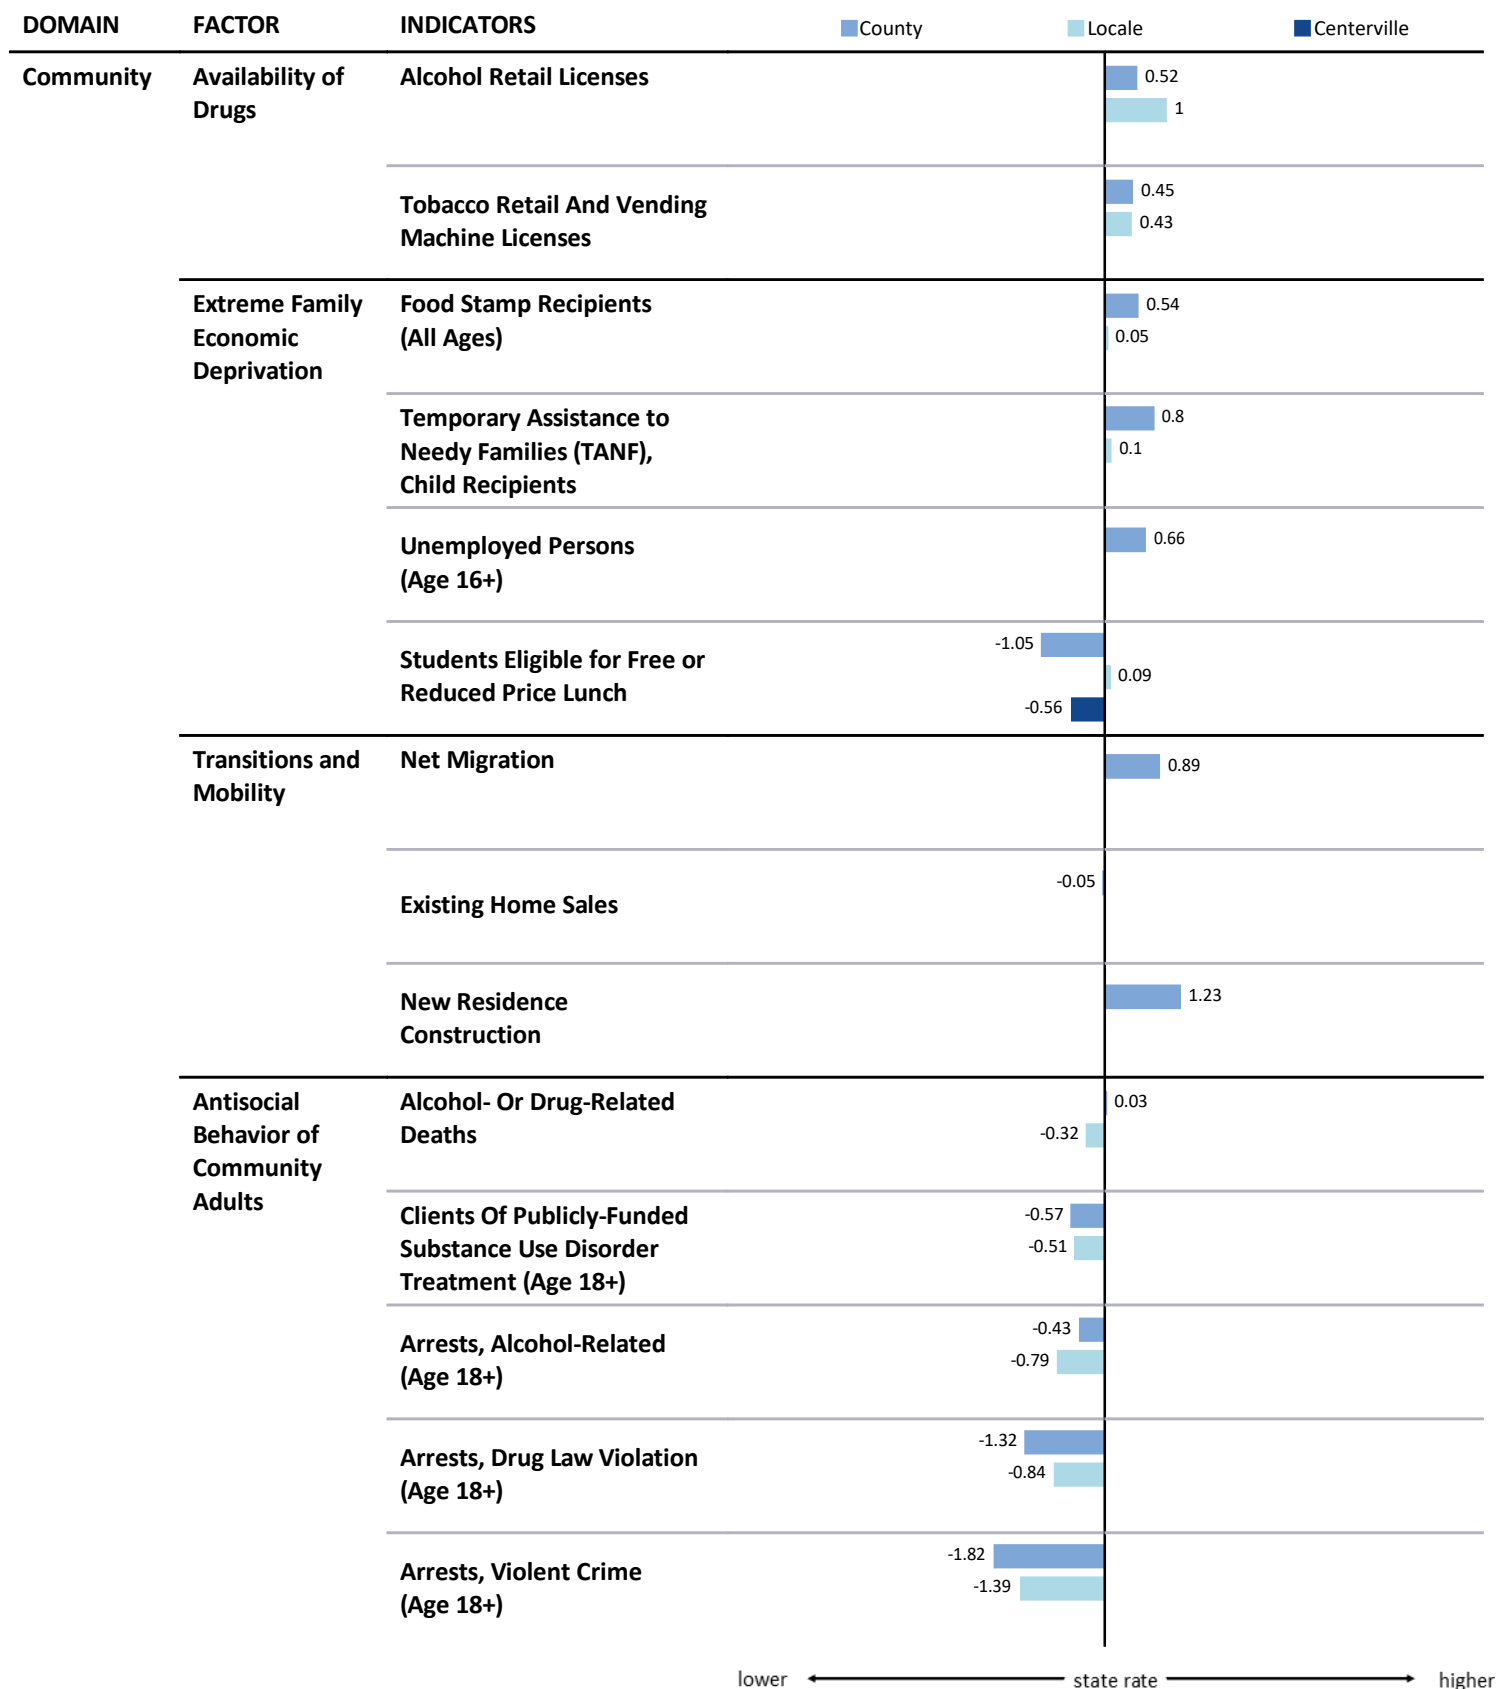 DOMAIN FACTOR INDICATORS County Locale Centerville
Community Availability of Drugs Alcohol Retail Licenses 0.52
1
Tobacco Retail And Vending Machine Licenses 0.45
0.43
Extreme Family Economic Deprivation Food Stamp Recipients (All Ages) 0.54
0.05
Temporary Assistance to Needy Families (TANF), Child Recipients 0.8
0.1
Unemployed Persons (Age 16+) 0.66
Students Eligible for Free or Reduced Price Lunch -1.05
0.09
-0.56
Transitions and Mobility Net Migration 0.89
Existing Home Sales -0.05
New Residence Construction 1.23
Antisocial Behavior of Community Adults Alcohol- Or Drug-Related Deaths 0.03
-0.32
Clients Of Publicly-Funded Substance Use Disorder Treatment (Age 18+) -0.57
-0.51
Arrests, Alcohol-Related (Age 18+) -0.43
-0.79
Arrests, Drug Law Violation (Age 18+) -1.32
-0.84
Arrests, Violent Crime (Age 18+) -1.82
-1.39
lower state rate higher